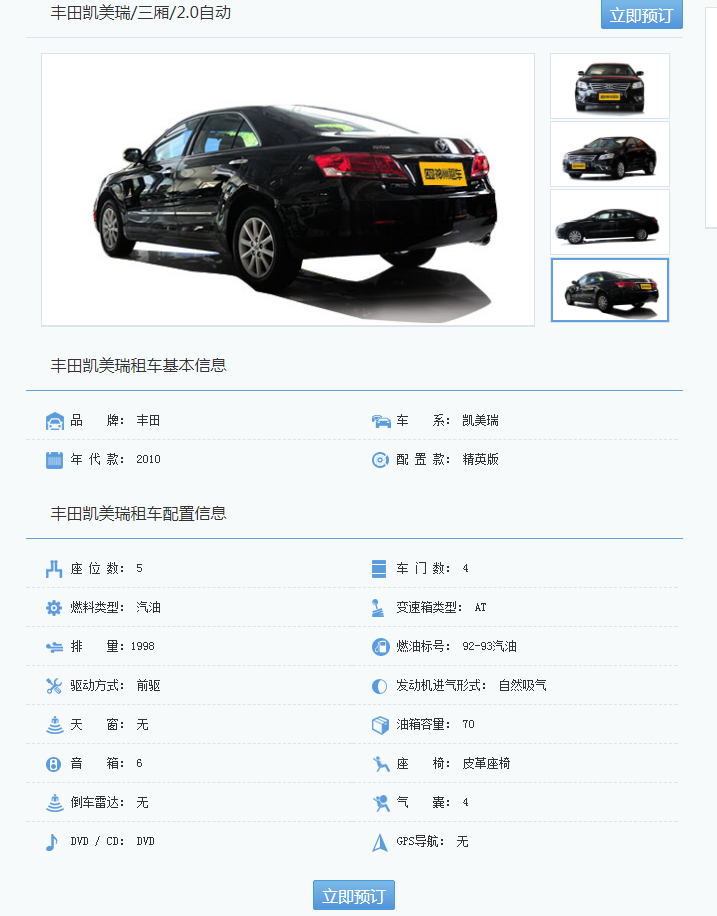 丰田凯美瑞/三厢/2.0自动
立即预订
神州租车
丰田凯美瑞租车基本信息
品 牌： 丰田
车 系： 凯美瑞
年 代 款： 2010
配 置 款： 精英版
丰田凯美瑞租车配置信息
座 位 数： 5
车 门 数： 4
燃料类型： 汽油
变速箱类型： AT
排 量：1998
燃油标号： 92-93汽油
驱动方式： 前驱
发动机进气形式： 自然吸气
天 窗： 无
油箱容量： 70
音 箱： 6
座 椅： 皮革座椅
倒车雷达： 无
气 囊： 4
DVD / CD： DVD
GPS导航： 无
立即预订